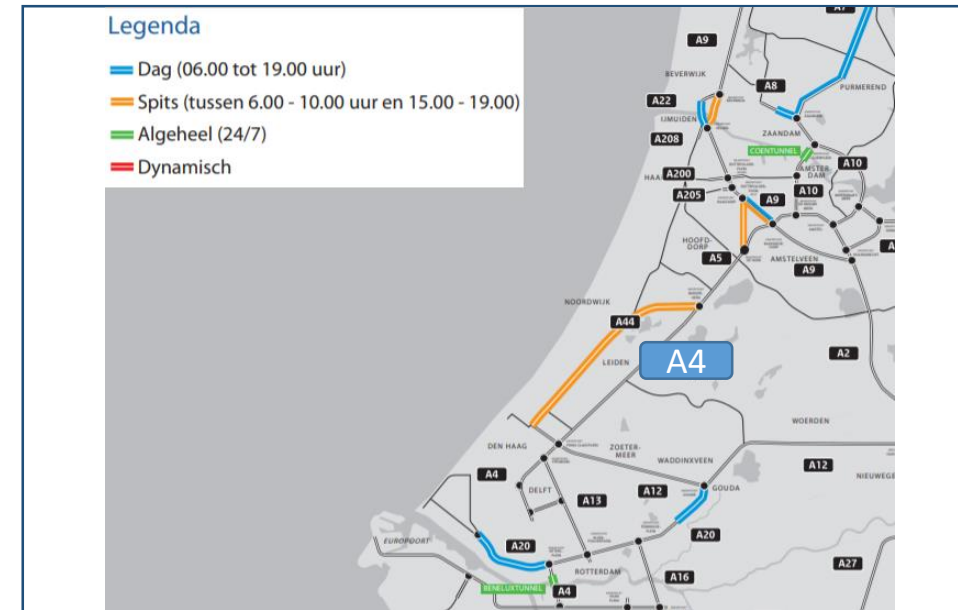 Legenda
Dag (06.00 tot 19.00 uur)
Spits (tussen 6.00 - 10.00 uur en 15.00 - 19.00)
Algeheel (24/7)
Dynamisch
A7
A9
BEVERWIJK
A8
PURMEREND
A22
IJMUIDEN
ZAANDAM
A208
COENTUNNEL
A10
HAA
A200
AMSTER-
DAM
A205
A9
A10
HOOFD-
DORP
A5
AMSTELVEEN
A9
NOORDWIJK
A44
LEIDEN
A4
A2
WOERDEN
DEN HAAG
ZOETER-
MEER
WADDINXVEEN
A12
NIEUWEGE
A4
DELFT
A13
A12
GOUDA
A20
EUROPOORT
A20
ROTTERDAM
A27
BENELUXTUNNEL
A4
A16